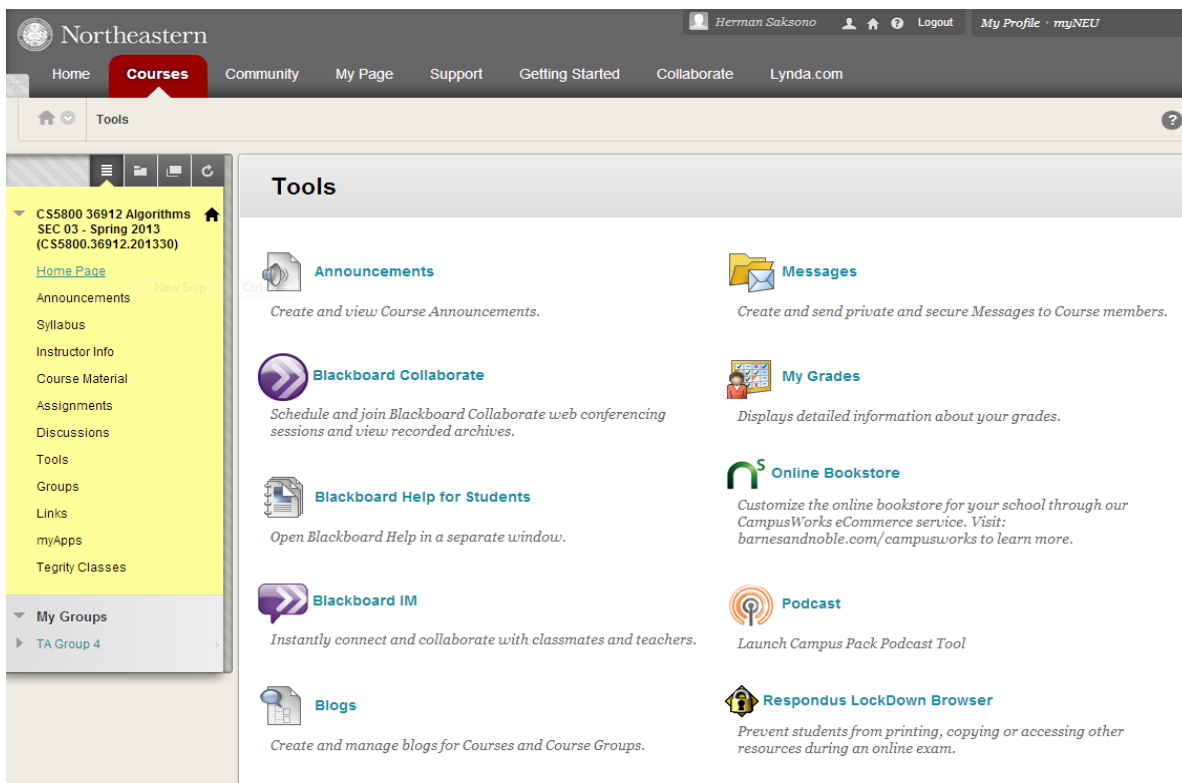 Northeastern
Herman Saksono
Logout
My Profile · myNEU
Home
Courses
Community
My Page
Support
Getting Started
Collaborate
Lynda.com
Tools
?
CS5800 36912 Algorithms
SEC 03 - Spring 2013
(CS5800.36912.201330)
Home Page
New Snip
Announcements
Syllabus
Instructor Info
Course Material
Assignments
Discussions
Tools
Groups
Links
myApps
Tegrity Classes
My Groups
TA Group 4
Tools
Announcements
Create and view Course Announcements.
Blackboard Collaborate
Schedule and join Blackboard Collaborate web conferencing
sessions and view recorded archives.
Blackboard Help for Students
Open Blackboard Help in a separate window.
Blackboard IM
Instantly connect and collaborate with classmates and teachers.
Blogs
Create and manage blogs for Courses and Course Groups.
Messages
Create and send private and secure Messages to Course members.
My Grades
Displays detailed information about your grades.
Online Bookstore
Customize the online bookstore for your school through our
CampusWorks eCommerce service. Visit:
barnesandnoble.com/campusworks to learn more.
Podcast
Launch Campus Pack Podcast Tool
Respondus LockDown Browser
Prevent students from printing, copying or accessing other
resources during an online exam.